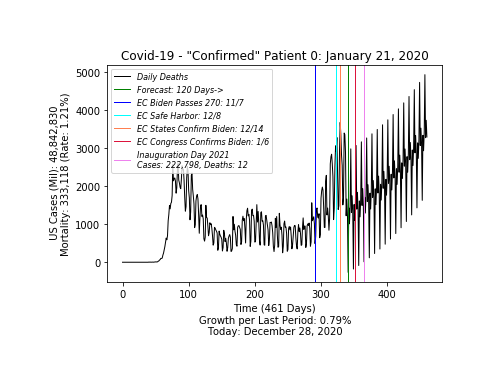 Covid-19 - "Confirmed" Patient 0: January 21, 2020
Daily Deaths
Forecast: 120 Days->
EC Biden Passes 270: 11/7
EC Safe Harbor: 12/8
EC States Confirm Biden: 12/14
EC Congress Confirms Biden: 1/6
Inauguration Day 2021
Cases: 222,798, Deaths: 12
US Cases (Mil): 48,842,830
Mortality: 333,118 (Rate: 1.21%)
5000
4000
3000
2000
1000
0
0 100 200 300 400
Time (461 Days)
Growth per Last Period: 0.79%
Today: December 28, 2020